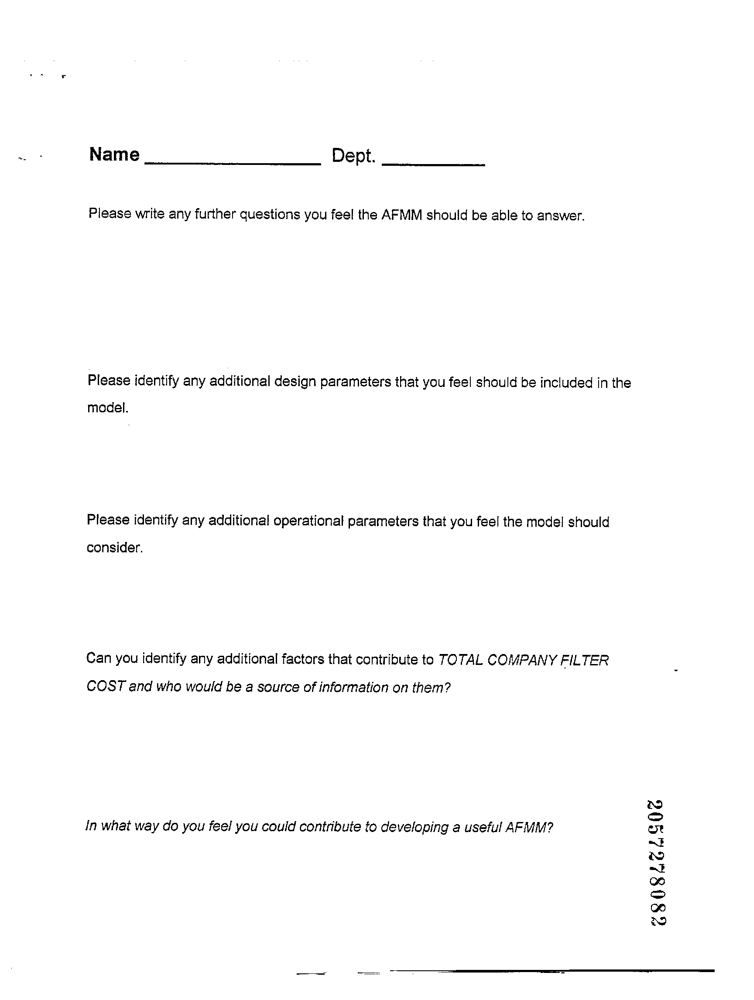 Name ____________________ Dept. ____________
Please write any further questions you feel the AFMM should be able to answer.
Please identify any additional design parameters that you feel should be included in the
model.
Please identify any additional operational parameters that you feel the model should
consider.
Can you identify any additional factors that contribute to TOTAL COMPANY FILTER
COST and who would be a source of information on them?
In what way do you feel you could contribute to developing a useful AFMM?
2057278082